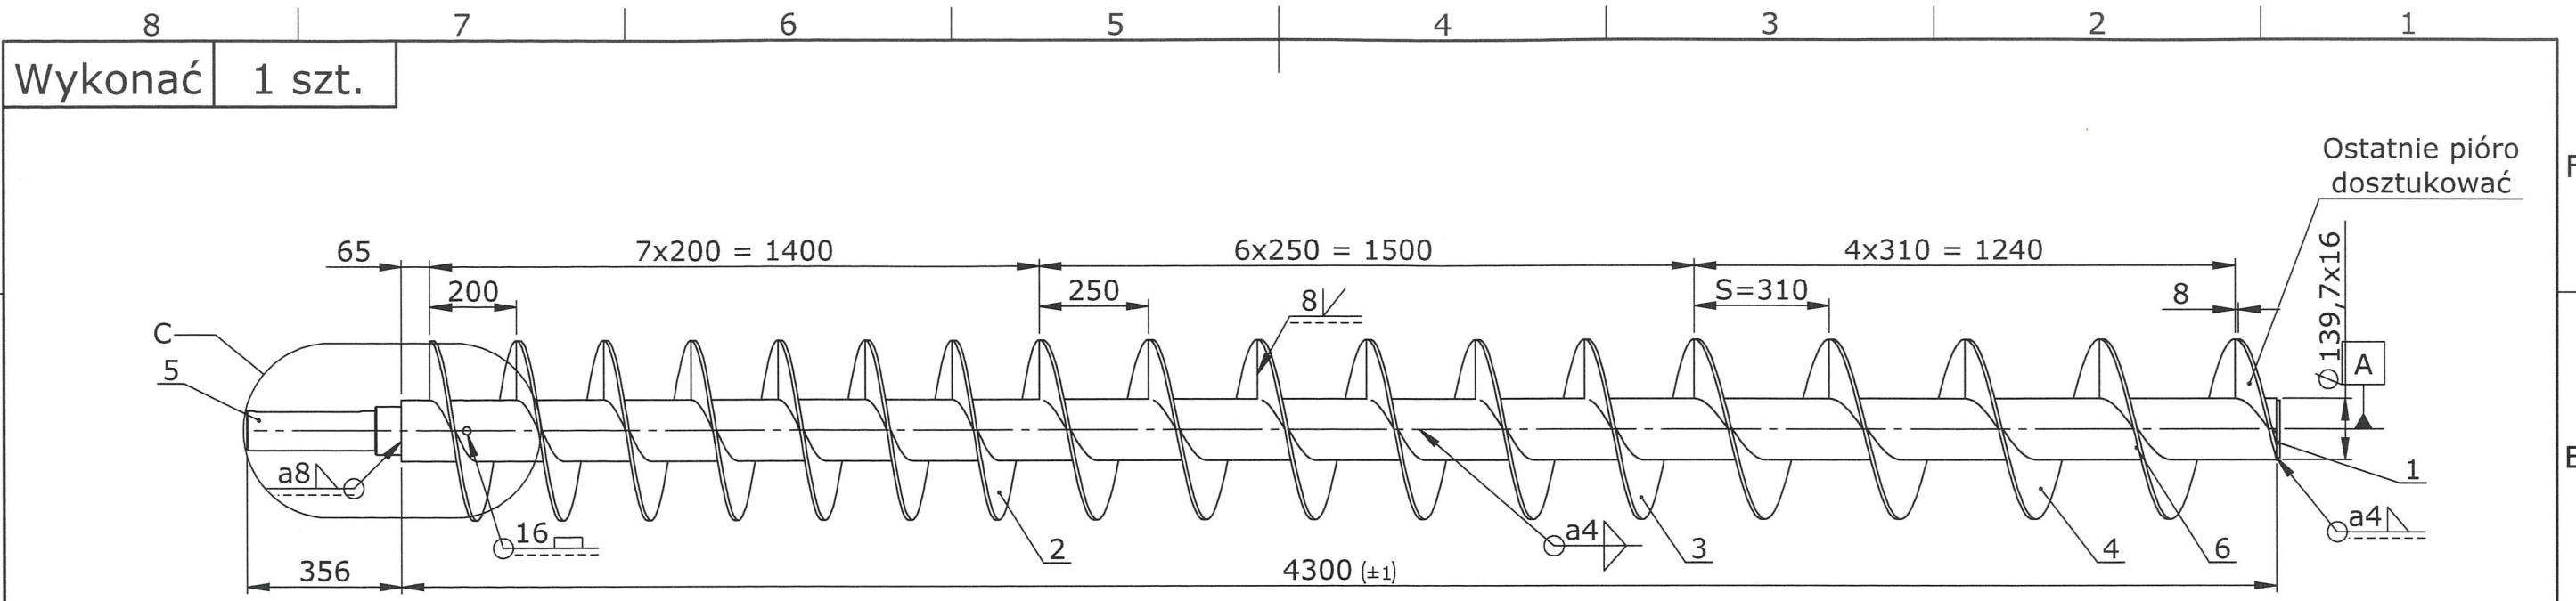 8 7 6 5 4 3 2 1
Wykonać 1 szt.
Ostatnie pióro
dosztukować
F
65 7x200 = 1400 6x250 = 1500 4x310 = 1240
200 250 8 S=310 8
⌀139,7x16
A
C
5
a8
16
2
a4
3
4
6
1
a4
356 4300 (±1)